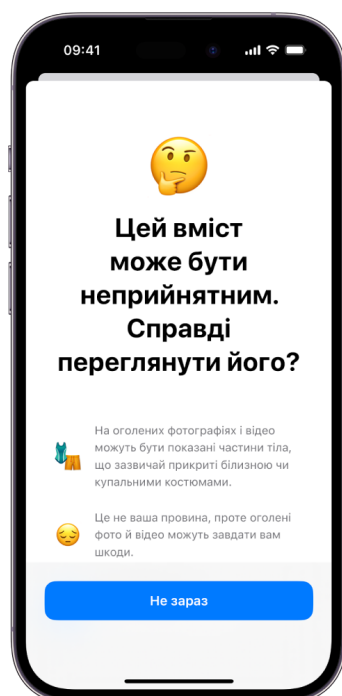 09:41
Цей вміст
може бути
неприйнятним.
Справді
переглянути його?
На оголених фотографіях і відео
можуть бути показані частини тіла,
що зазвичай прикриті білизною чи
купальними костюмами.
Це не ваша провина, проте оголені
фото й відео можуть завдати вам
шкоди.
Не зараз